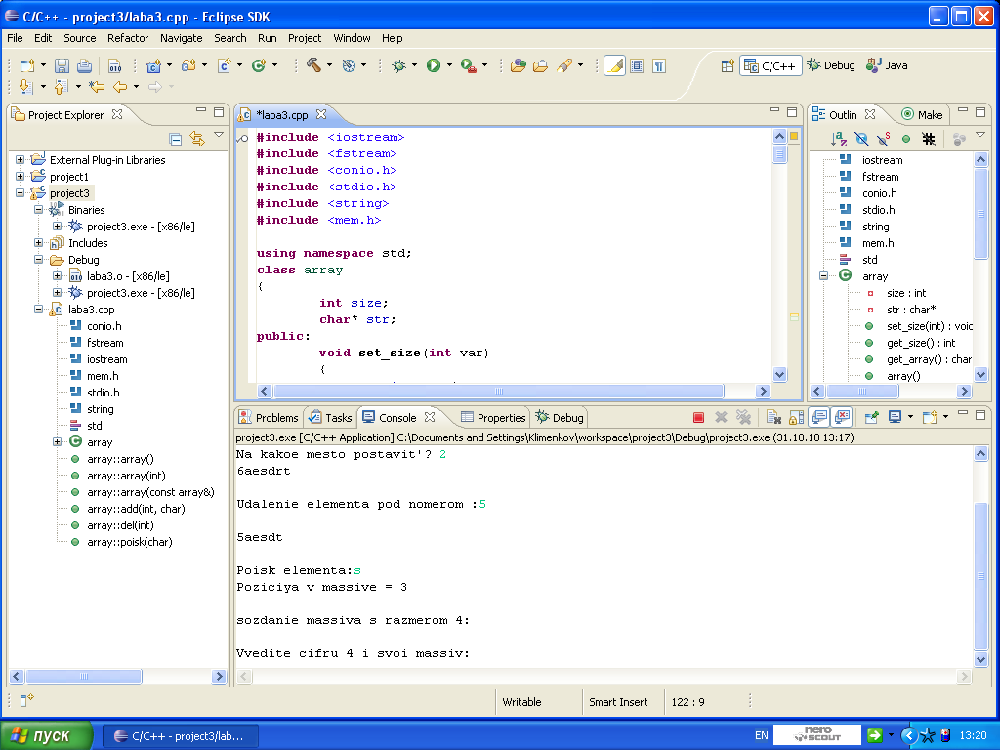 C/C++ - project3/laba3.cpp - Eclipse SDK
File Edit Source Refactor Navigate Search Run Project Window Help
C/C++ Debug Java
Project Explorer
External Plug-in Libraries
project1
project3
Binaries
project3.exe - [x86/le]
Includes
Debug
laba3.o - [x86/le]
project3.exe - [x86/le]
laba3.cpp
conio.h
fstream
iostream
mem.h
stdio.h
string
std
array
array::array()
array::array(int)
array::array(const array&)
array::add(int, char)
array::del(int)
array::poisk(char)
*laba3.cpp
#include <iostream>
#include <fstream>
#include <conio.h>
#include <stdio.h>
#include <string>
#include <mem.h>
using namespace std;
class array
{
int size;
char* str;
public:
void set_size(int var)
{
Outlin Make
iostream
fstream
conio.h
stdio.h
string
mem.h
std
array
size : int
str : char*
set_size(int) : voic
get_size() : int
get_array() : char
array()
Problems Tasks Console Properties Debug
project3.exe [C/C++ Application] C:\Documents and Settings\Klimenkov\workspace\project3\Debug\project3.exe (31.10.10 13:17)
Na kakoe mesto postavit'? 2
6aesdrt
Udalenie elementa pod nomerom :5
5aesdt
Poisk elementa:s
Poziciya v massive = 3
sozdanie massiva s razmerom 4:
Vvedite cifru 4 i svoi massiv:
Writable Smart Insert 122 : 9
пуск C/C++ - project3/lab... EN nero SCOUT 13:20